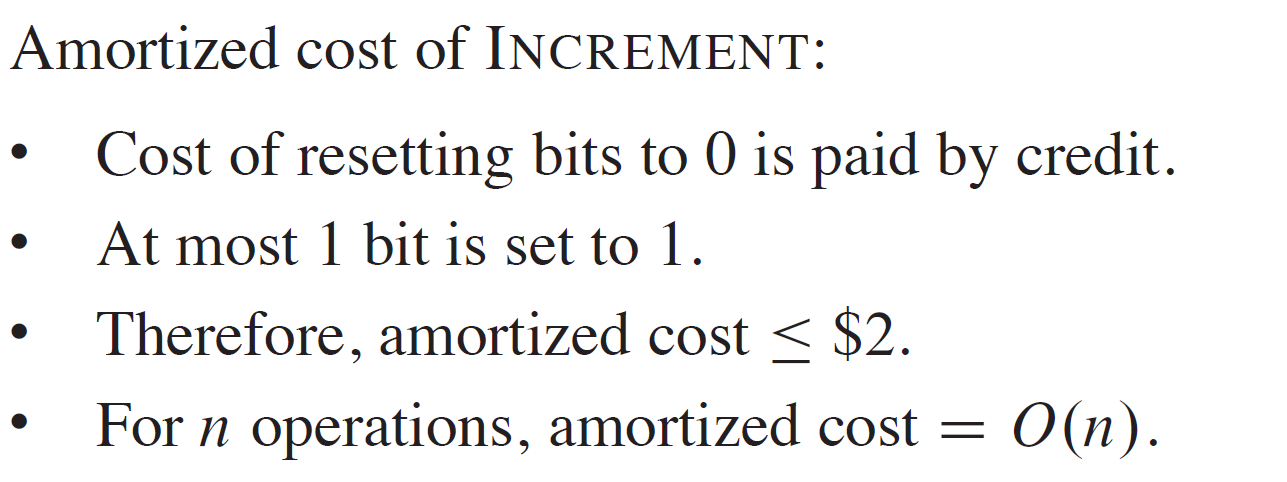 Amortized cost of INCREMENT:
• Cost of resetting bits to 0 is paid by credit.
• At most 1 bit is set to 1.
• Therefore, amortized cost ≤ $2.
• For n operations, amortized cost = O(n).